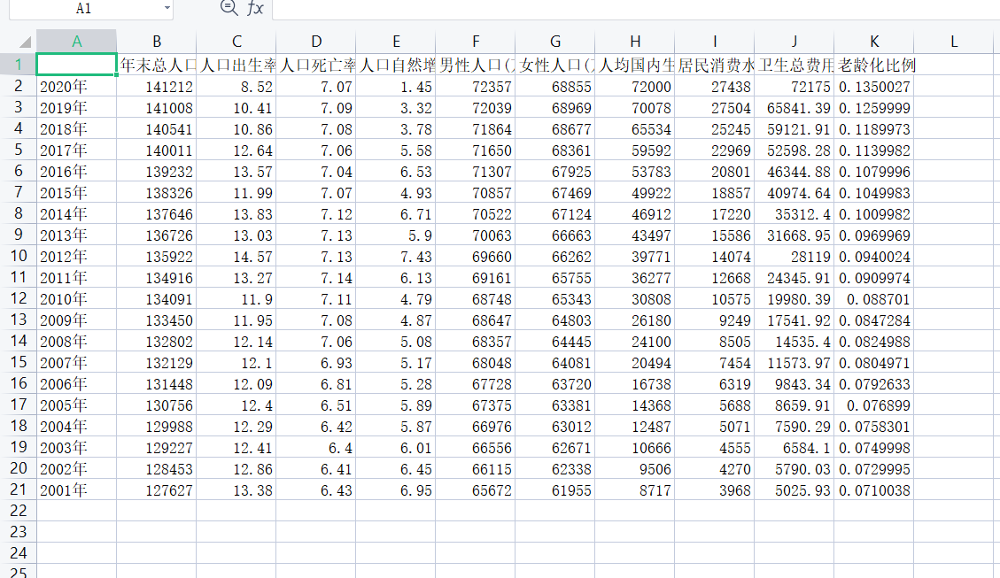 A1 fx
A B C D E F G H I J K L
1 年末总人口 人口出生率 人口死亡率 人口自然增 男性人口( 女性人口( 人均国内生 居民消费水 卫生总费用 老龄化比例
2 2020年 141212 8.52 7.07 1.45 72357 68855 72000 27438 72175 0.1350027
3 2019年 141008 10.41 7.09 3.32 72039 68969 70078 27504 65841.39 0.1259999
4 2018年 140541 10.86 7.08 3.78 71864 68677 65534 25245 59121.91 0.1189973
5 2017年 140011 12.64 7.06 5.58 71650 68361 59592 22969 52598.28 0.1139982
6 2016年 139232 13.57 7.04 6.53 71307 67925 53783 20801 46344.88 0.1079996
7 2015年 138326 11.99 7.07 4.93 70857 67469 49922 18857 40974.64 0.1049983
8 2014年 137646 13.83 7.12 6.71 70522 67124 46912 17220 35312.4 0.1009982
9 2013年 136726 13.03 7.13 5.9 70063 66663 43497 15586 31668.95 0.0969969
10 2012年 135922 14.57 7.13 7.43 69660 66262 39771 14074 28119 0.0940024
11 2011年 134916 13.27 7.14 6.13 69161 65755 36277 12668 24345.91 0.0909974
12 2010年 134091 11.9 7.11 4.79 68748 65343 30808 10575 19980.39 0.088701
13 2009年 133450 11.95 7.08 4.87 68647 64803 26180 9249 17541.92 0.0847284
14 2008年 132802 12.14 7.06 5.08 68357 64445 24100 8505 14535.4 0.0824988
15 2007年 132129 12.1 6.93 5.17 68048 64081 20494 7454 11573.97 0.0804971
16 2006年 131448 12.09 6.81 5.28 67728 63720 16738 6319 9843.34 0.0792633
17 2005年 130756 12.4 6.51 5.89 67375 63381 14368 5688 8659.91 0.076899
18 2004年 129988 12.29 6.42 5.87 66976 63012 12487 5071 7590.29 0.0758301
19 2003年 129227 12.41 6.4 6.01 66556 62671 10666 4555 6584.1 0.0749998
20 2002年 128453 12.86 6.41 6.45 66115 62338 9506 4270 5790.03 0.0729995
21 2001年 127627 13.38 6.43 6.95 65672 61955 8717 3968 5025.93 0.0710038
22
23
24
25